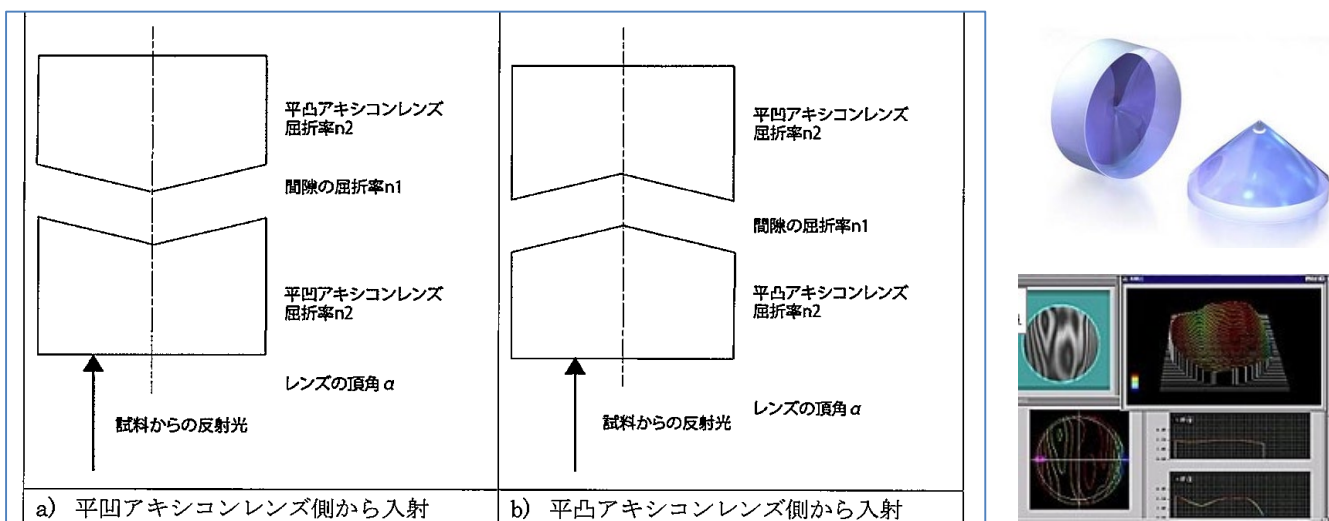 平凸アキシコンレンズ
屈折率n2
間隙の屈折率n1
平凹アキシコンレンズ
屈折率n2
レンズの頂角α
試料からの反射光
a) 平凹アキシコンレンズ側から入射
平凹アキシコンレンズ
屈折率n2
間隙の屈折率n1
平凸アキシコンレンズ
屈折率n2
レンズの頂角α
試料からの反射光
b) 平凸アキシコンレンズ側から入射